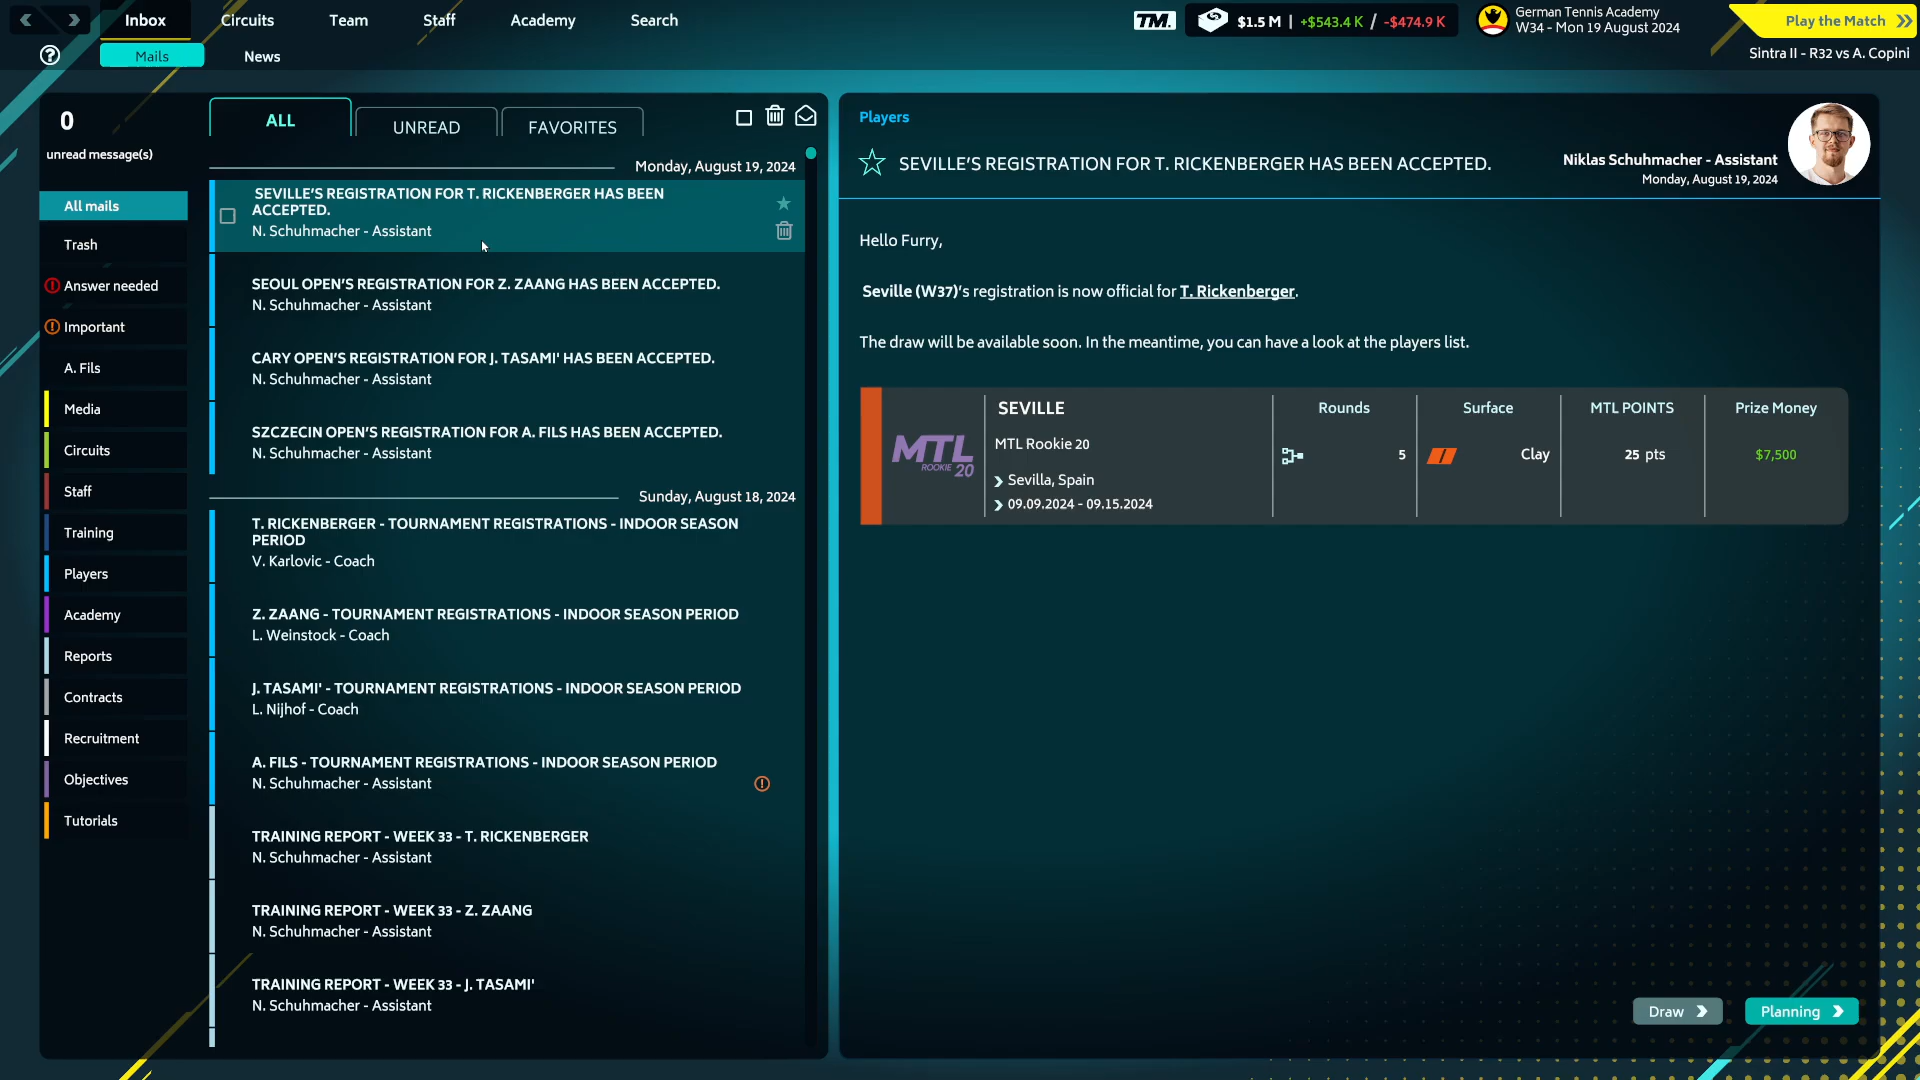 Inbox
Circuits
Team
Staff
Academy
Search
TM.
$1.5 M | +$543.4 K / -$474.9 K
German Tennis Academy
W34 - Mon 19 August 2024
Play the Match
Sintra II - R32 vs A. Copini
Mails
News
0
unread message(s)
All mails
Trash
Answer needed
Important
A. Fils
Media
Circuits
Staff
Training
Players
Academy
Reports
Contracts
Recruitment
Objectives
Tutorials
ALL
UNREAD
FAVORITES
Monday, August 19, 2024
SEVILLE'S REGISTRATION FOR T. RICKENBERGER HAS BEEN
ACCEPTED.
N. Schuhmacher - Assistant
SEOUL OPEN'S REGISTRATION FOR Z. ZAANG HAS BEEN ACCEPTED.
N. Schuhmacher - Assistant
CARY OPEN'S REGISTRATION FOR J. TASAMI' HAS BEEN ACCEPTED.
N. Schuhmacher - Assistant
SZCZECIN OPEN'S REGISTRATION FOR A. FILS HAS BEEN ACCEPTED.
N. Schuhmacher - Assistant
Sunday, August 18, 2024
T. RICKENBERGER - TOURNAMENT REGISTRATIONS - INDOOR SEASON
PERIOD
V. Karlovic - Coach
Z. ZAANG - TOURNAMENT REGISTRATIONS - INDOOR SEASON PERIOD
L. Weinstock - Coach
J. TASAMI' - TOURNAMENT REGISTRATIONS - INDOOR SEASON PERIOD
L. Nijhof - Coach
A. FILS - TOURNAMENT REGISTRATIONS - INDOOR SEASON PERIOD
N. Schuhmacher - Assistant
TRAINING REPORT - WEEK 33 - T. RICKENBERGER
N. Schuhmacher - Assistant
TRAINING REPORT - WEEK 33 - Z. ZAANG
N. Schuhmacher - Assistant
TRAINING REPORT - WEEK 33 - J. TASAMI'
N. Schuhmacher - Assistant
Players
SEVILLE'S REGISTRATION FOR T. RICKENBERGER HAS BEEN ACCEPTED.
Niklas Schuhmacher - Assistant
Monday, August 19, 2024
Hello Furry,
Seville (W37)'s registration is now official for T. Rickenberger.
The draw will be available soon. In the meantime, you can have a look at the players list.
MTL
ROOKIE 20
SEVILLE
MTL Rookie 20
Sevilla, Spain
09.09.2024 - 09.15.2024
Rounds
5
Surface
Clay
MTL POINTS
25 pts
Prize Money
$7,500
Draw
Planning